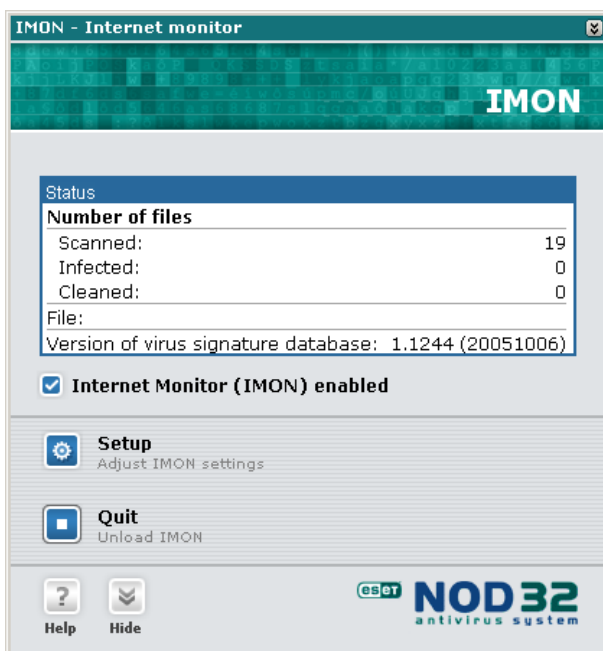 IMON - Internet monitor
IMON
Status
Number of files
Scanned: 19
Infected: 0
Cleaned: 0
File:
Version of virus signature database: 1.1244 (20051006)
Internet Monitor (IMON) enabled
Setup
Adjust IMON settings
Quit
Unload IMON
? 
Help Hide
eset NOD32
antivirus system